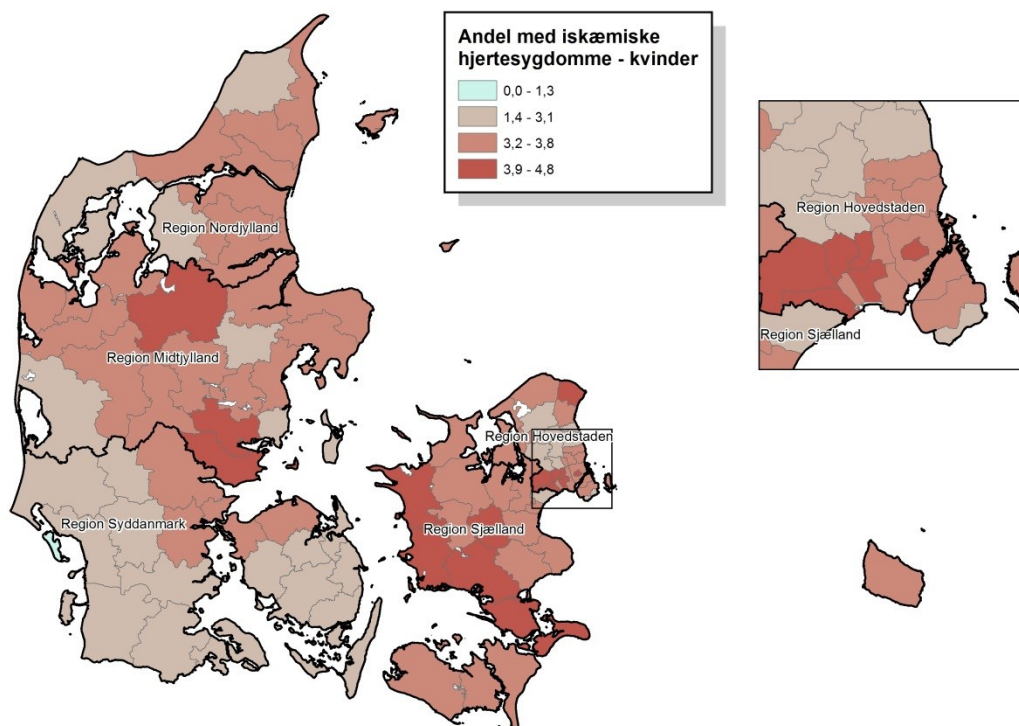 Andel med iskæmiske
hjertesygdomme - kvinder
0,0 - 1,3
1,4 - 3,1
3,2 - 3,8
3,9 - 4,8
Region Nordjylland
Region Midtjylland
Region Syddanmark
Region Sjælland
Region Hovedstaden
Region Hovedstaden
Region Sjælland